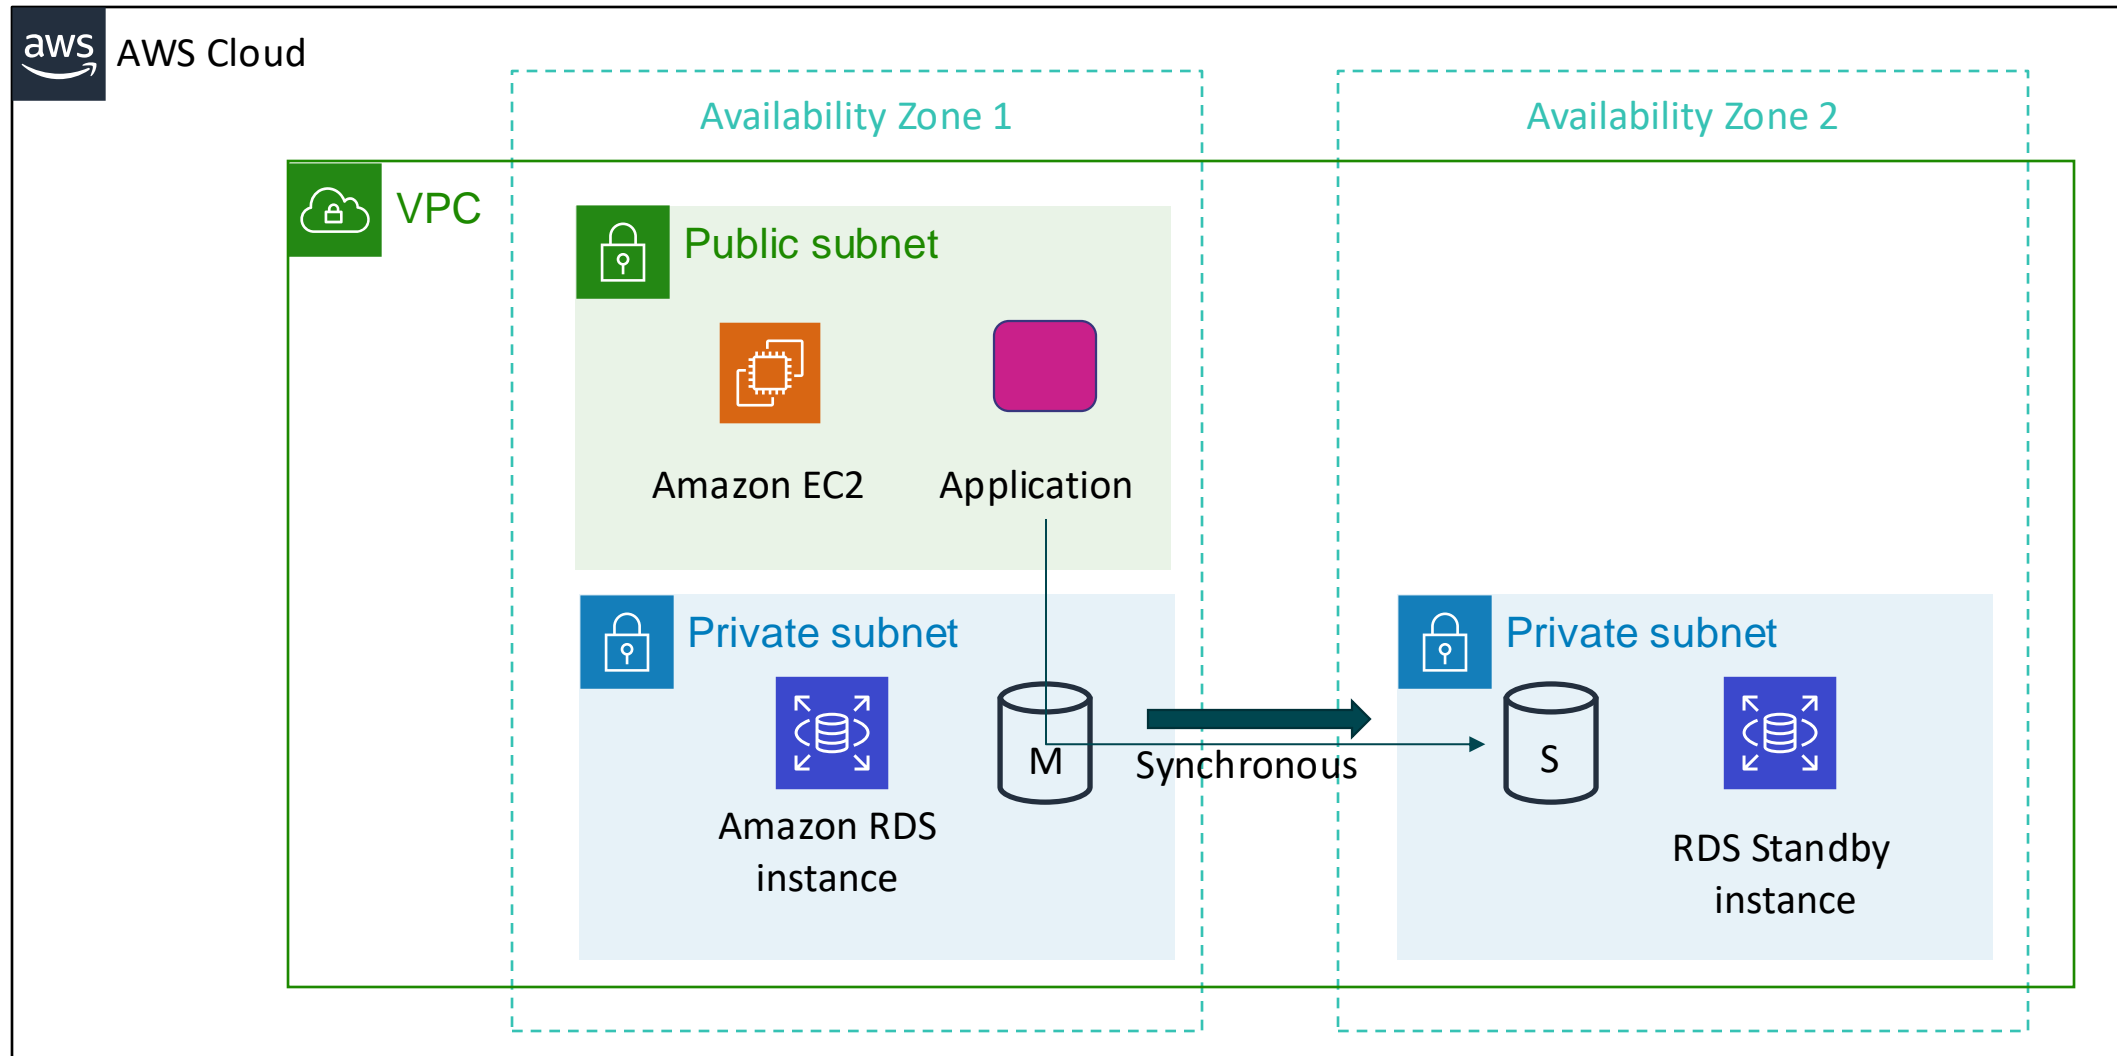 aws
AWS Cloud
Availability Zone 1
Availability Zone 2
VPC
Public subnet
Amazon EC2
Application
Private subnet
M
Amazon RDS
instance
Synchronous
Private subnet
S
RDS Standby
instance